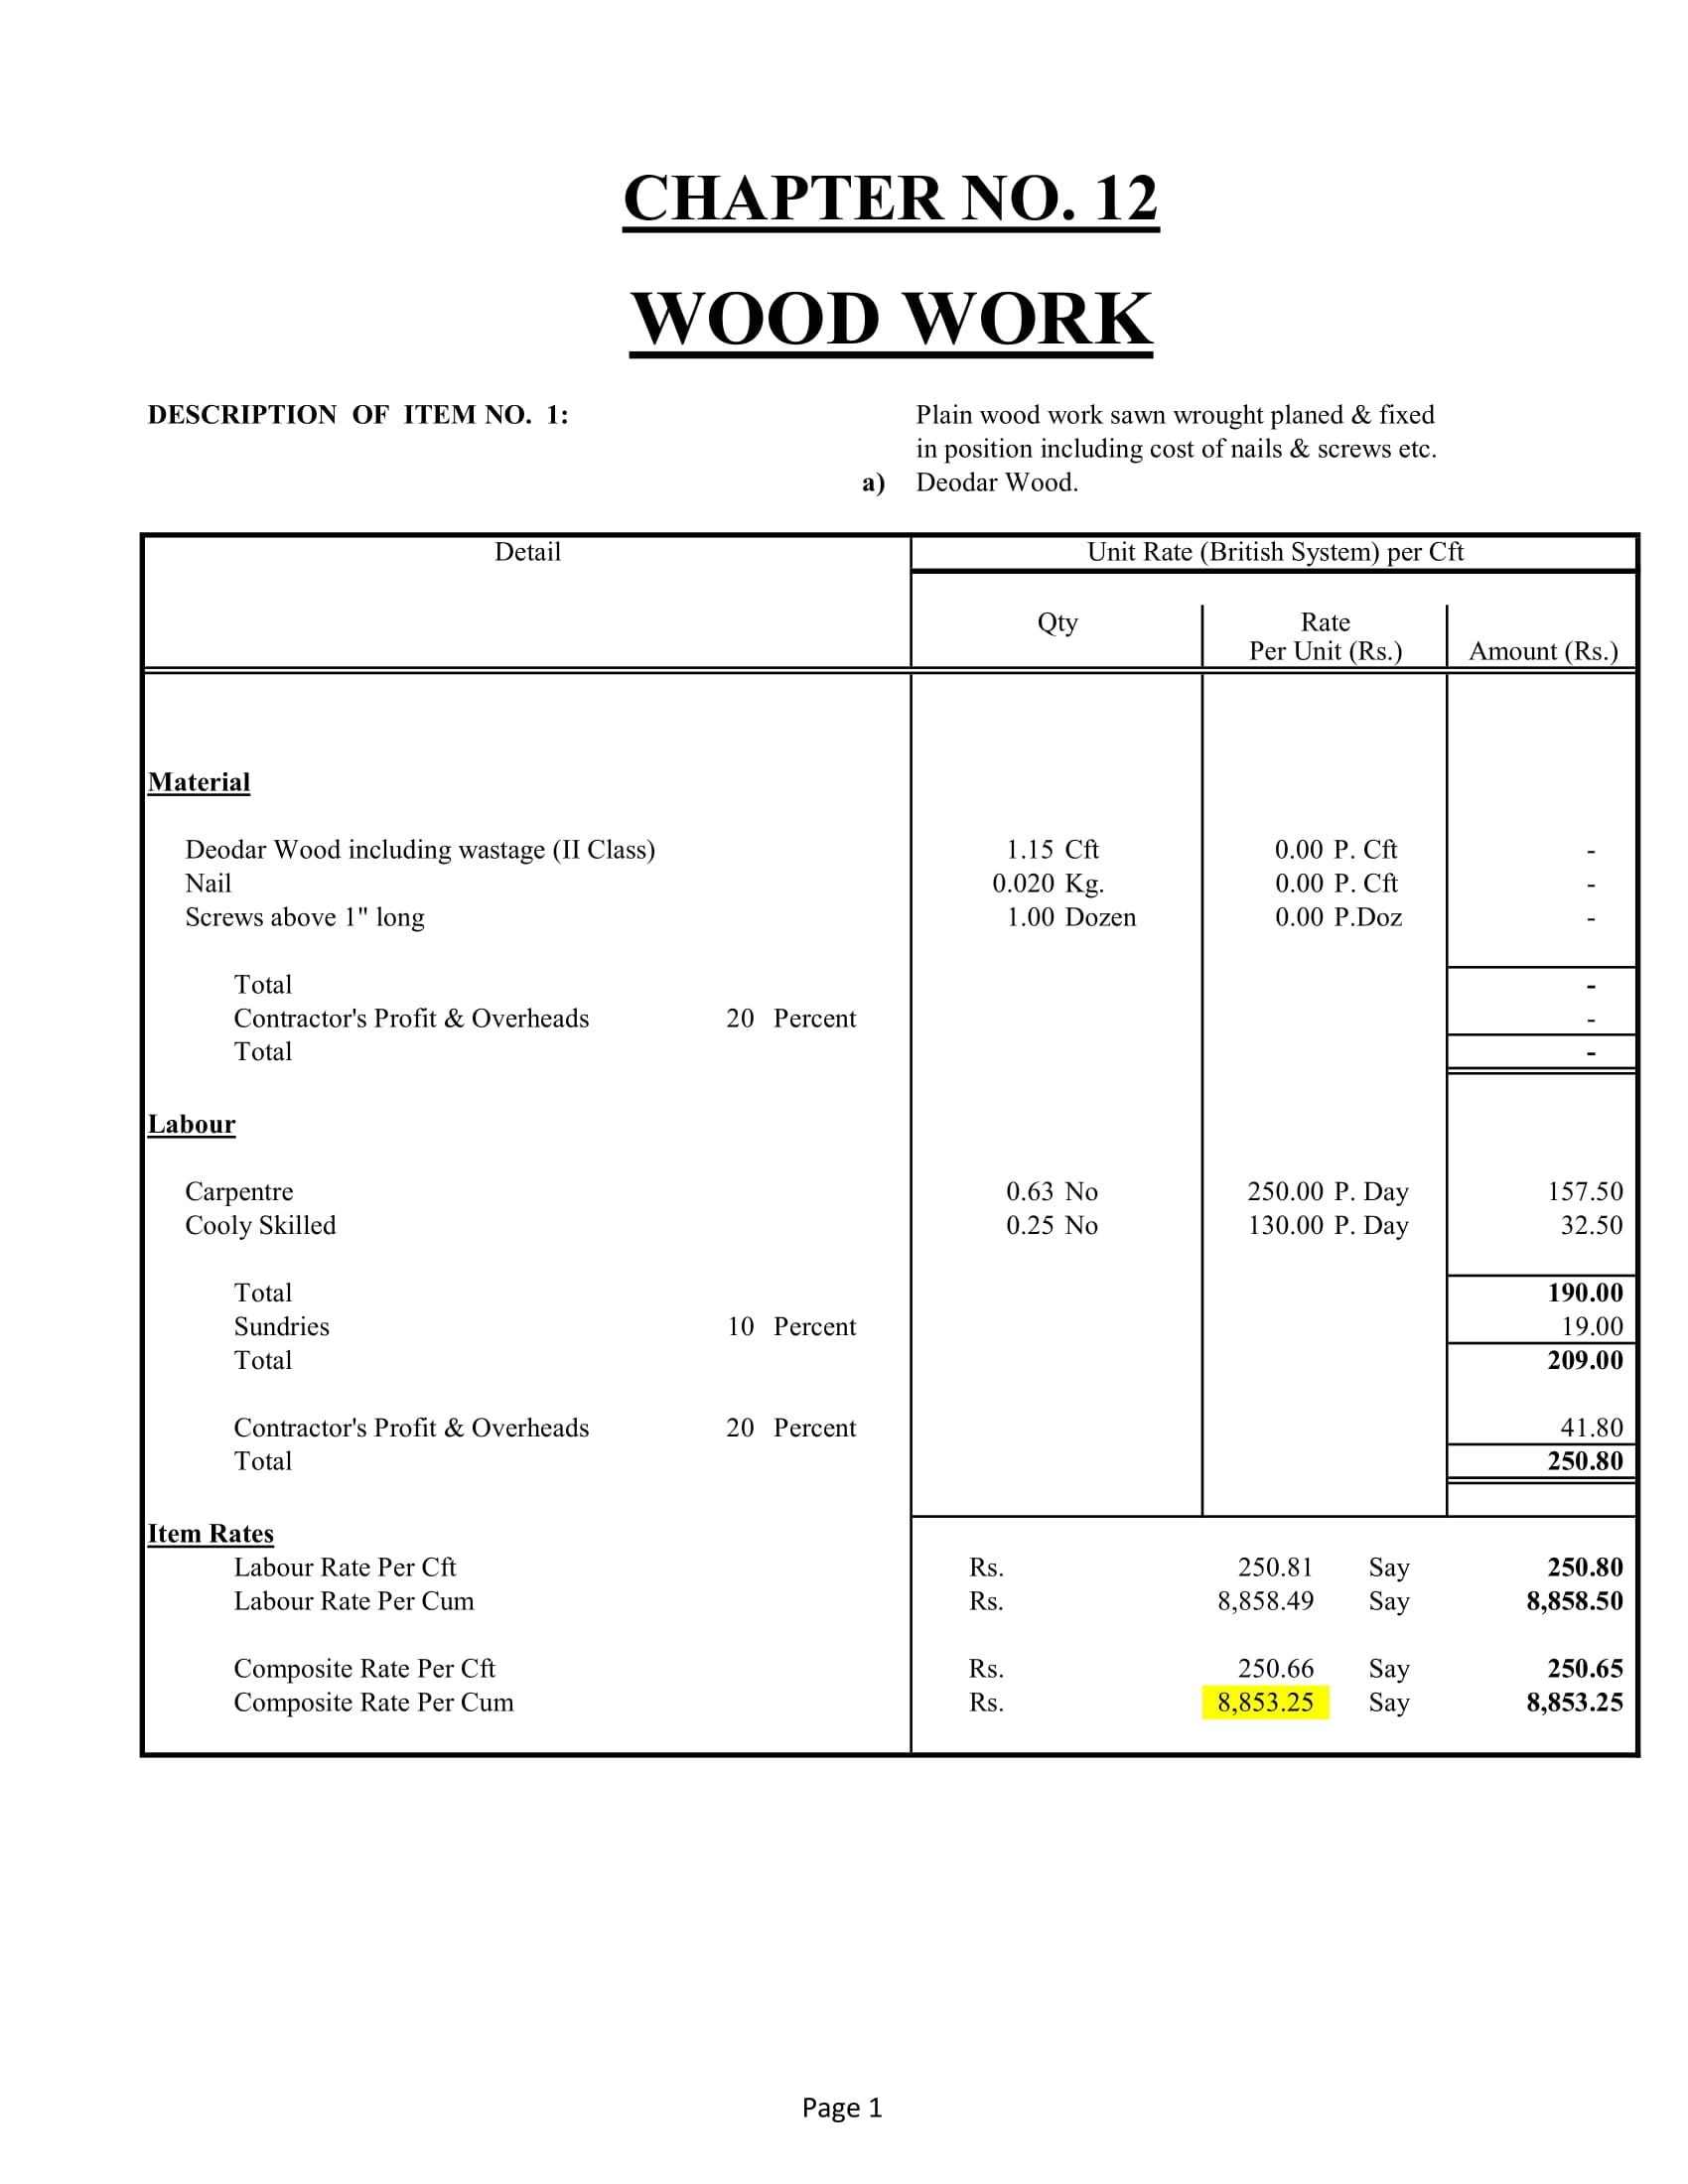 CHAPTER NO. 12
WOOD WORK
DESCRIPTION OF ITEM NO. 1: Plain wood work sawn wrought planed & fixed
in position including cost of nails & screws etc.
a) Deodar Wood.
Detail Unit Rate (British System) per Cft
Qty Rate
Per Unit (Rs.) Amount (Rs.)
Material
Deodar Wood including wastage (II Class) 1.15 Cft 0.00 P. Cft -
Nail 0.020 Kg. 0.00 P. Cft -
Screws above 1" long 1.00 Dozen 0.00 P.Doz -
Total -
Contractor's Profit & Overheads 20 Percent -
Total -
Labour
Carpentre 0.63 No 250.00 P. Day 157.50
Cooly Skilled 0.25 No 130.00 P. Day 32.50
Total 190.00
Sundries 10 Percent 19.00
Total 209.00
Contractor's Profit & Overheads 20 Percent 41.80
Total 250.80
Item Rates
Labour Rate Per Cft Rs. 250.81 Say 250.80
Labour Rate Per Cum Rs. 8,858.49 Say 8,858.50
Composite Rate Per Cft Rs. 250.66 Say 250.65
Composite Rate Per Cum Rs. 8,853.25 Say 8,853.25
Page 1